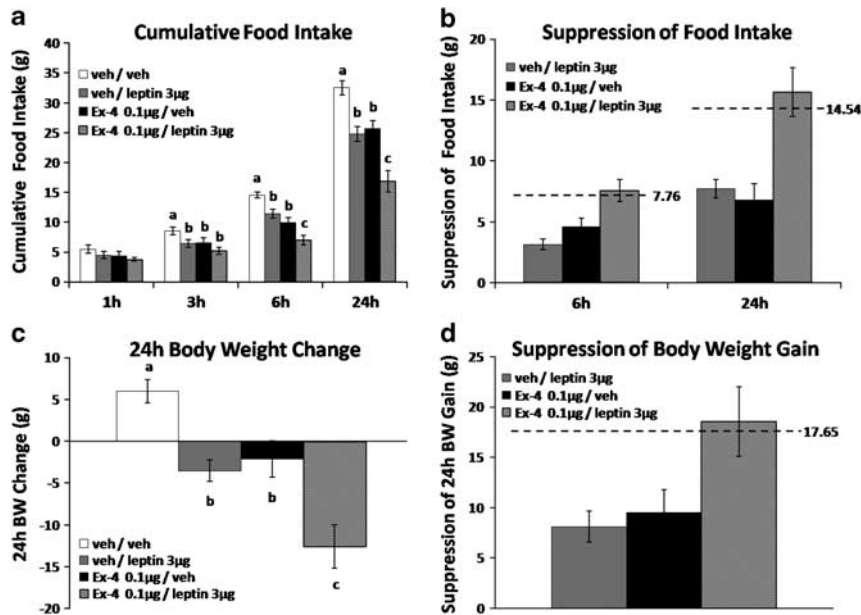 a
Cumulative Food Intake
Cumulative Food Intake (g)
40
35
30
25
20
15
10
5
0
veh / veh
veh / leptin 3µg
Ex-4 0.1µg / veh
Ex-4 0.1µg / leptin 3µg
a
b b
b
a
b
b
c
a
b b
c
1h 3h 6h 24h
b
Suppression of Food Intake
Suppression of Food Intake (g)
20
15
10
5
0
veh / leptin 3µg
Ex-4 0.1µg / veh
Ex-4 0.1µg / leptin 3µg
7.76
14.54
6h 24h
c
24h Body Weight Change
24h BW Change (g)
10
5
0
-5
-10
-15
-20
a
b
b
c
veh / veh
veh / leptin 3µg
Ex-4 0.1µg / veh
Ex-4 0.1µg / leptin 3µg
d
Suppression of Body Weight Gain
Suppression of 24h BW Gain (g)
25
20
15
10
5
0
veh / leptin 3µg
Ex-4 0.1µg / veh
Ex-4 0.1µg / leptin 3µg
17.65